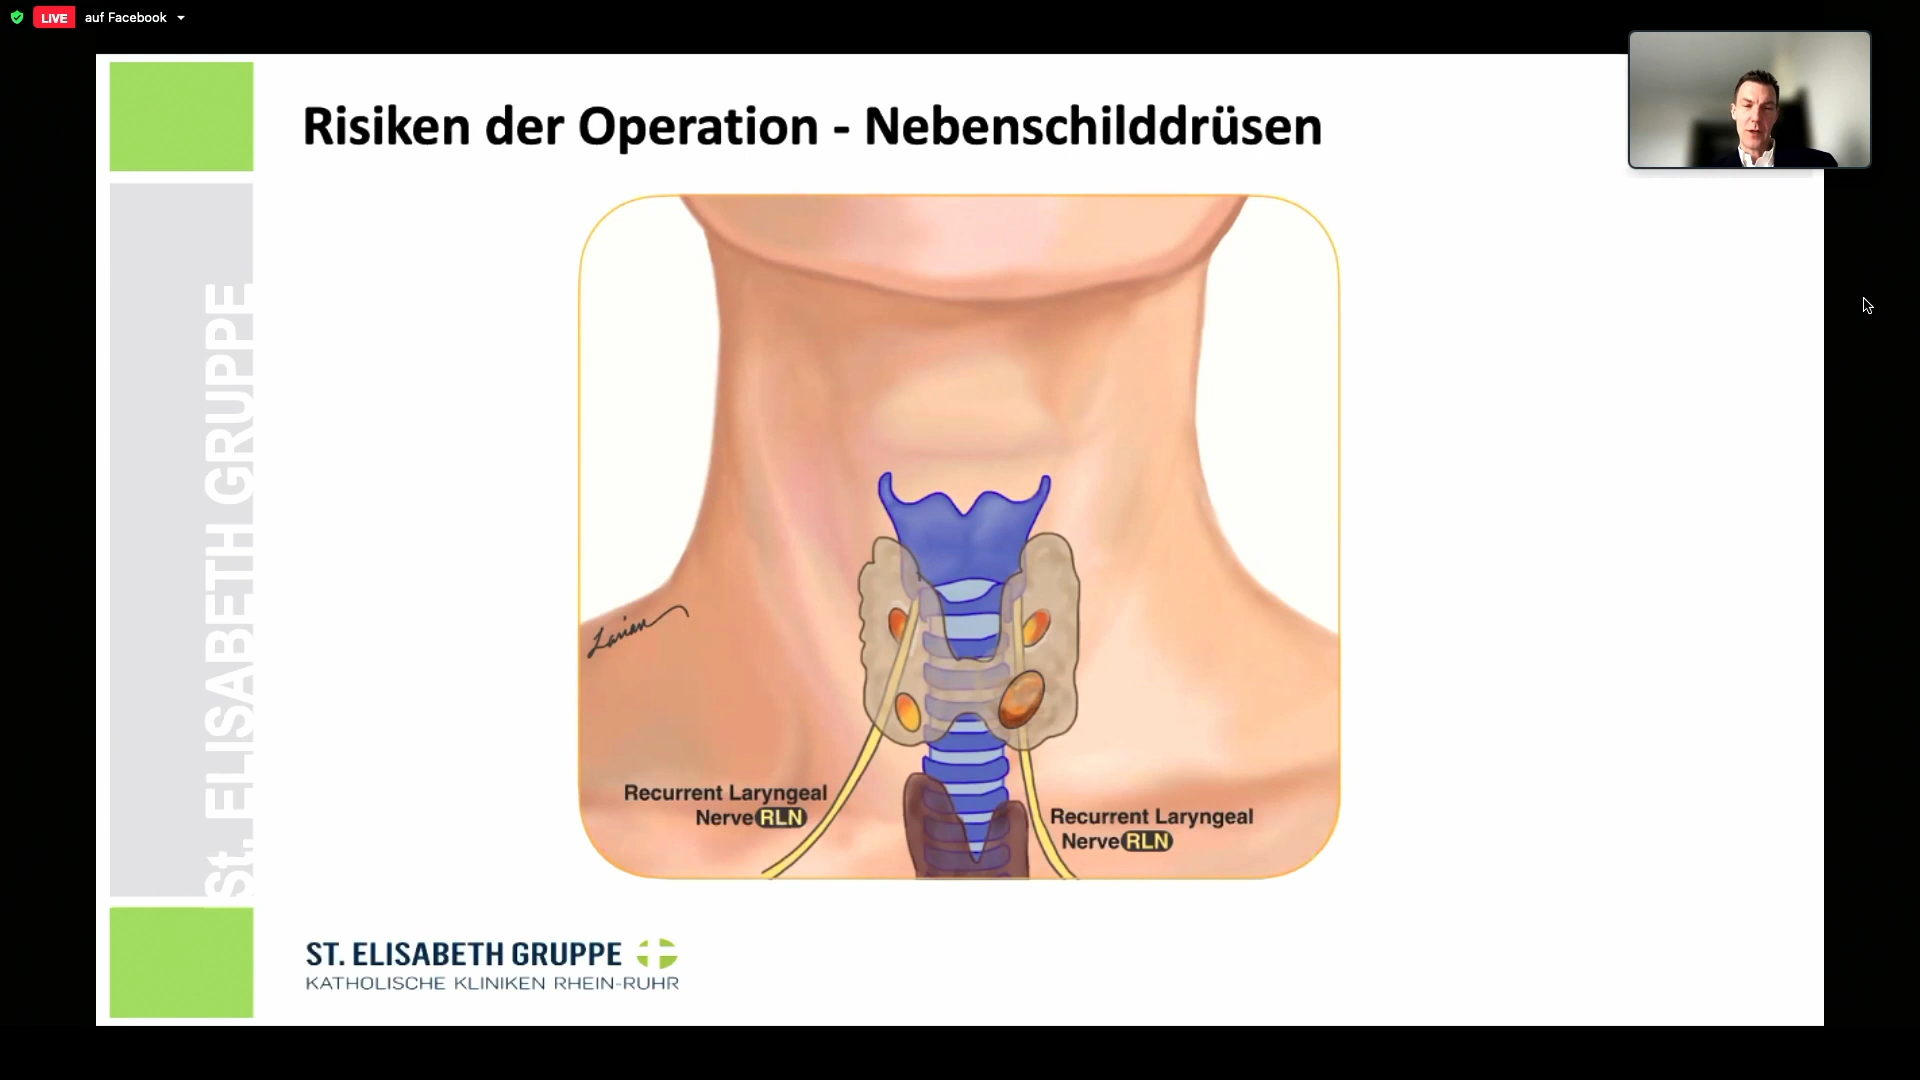 LIVE auf Facebook
Risiken der Operation - Nebenschilddrüsen
St. ELISABETH GRUPPE
Larian
Recurrent Laryngeal
Nerve RLN
Recurrent Laryngeal
Nerve RLN
ST. ELISABETH GRUPPE
KATHOLISCHE KLINIKEN RHEIN-RUHR